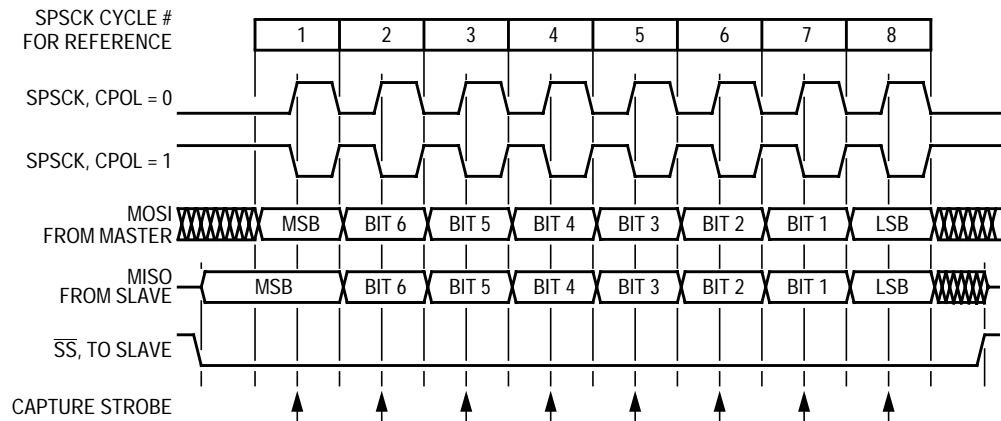 SPSCK CYCLE #
FOR REFERENCE
1 2 3 4 5 6 7 8
SPSCK, CPOL = 0
SPSCK, CPOL = 1
MOSI
FROM MASTER
MSB BIT 6 BIT 5 BIT 4 BIT 3 BIT 2 BIT 1 LSB
MISO
FROM SLAVE
MSB BIT 6 BIT 5 BIT 4 BIT 3 BIT 2 BIT 1 LSB
SS, TO SLAVE
CAPTURE STROBE